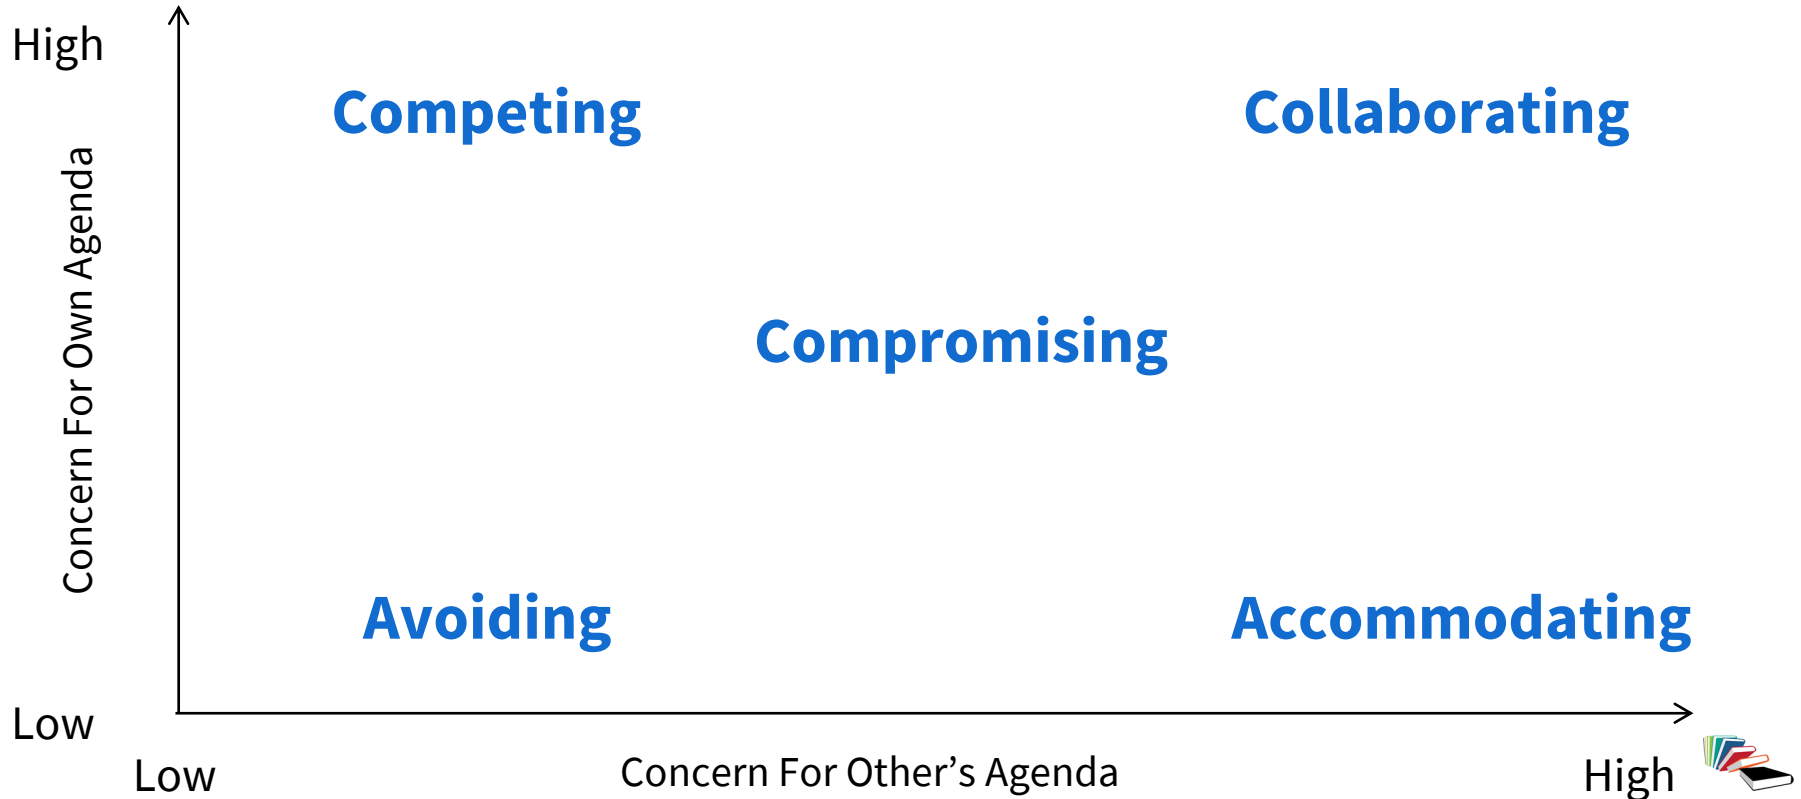 High
Competing
Collaborating
Concern For Own Agenda
Compromising
Avoiding
Accommodating
Low
Low
Concern For Other’s Agenda
High